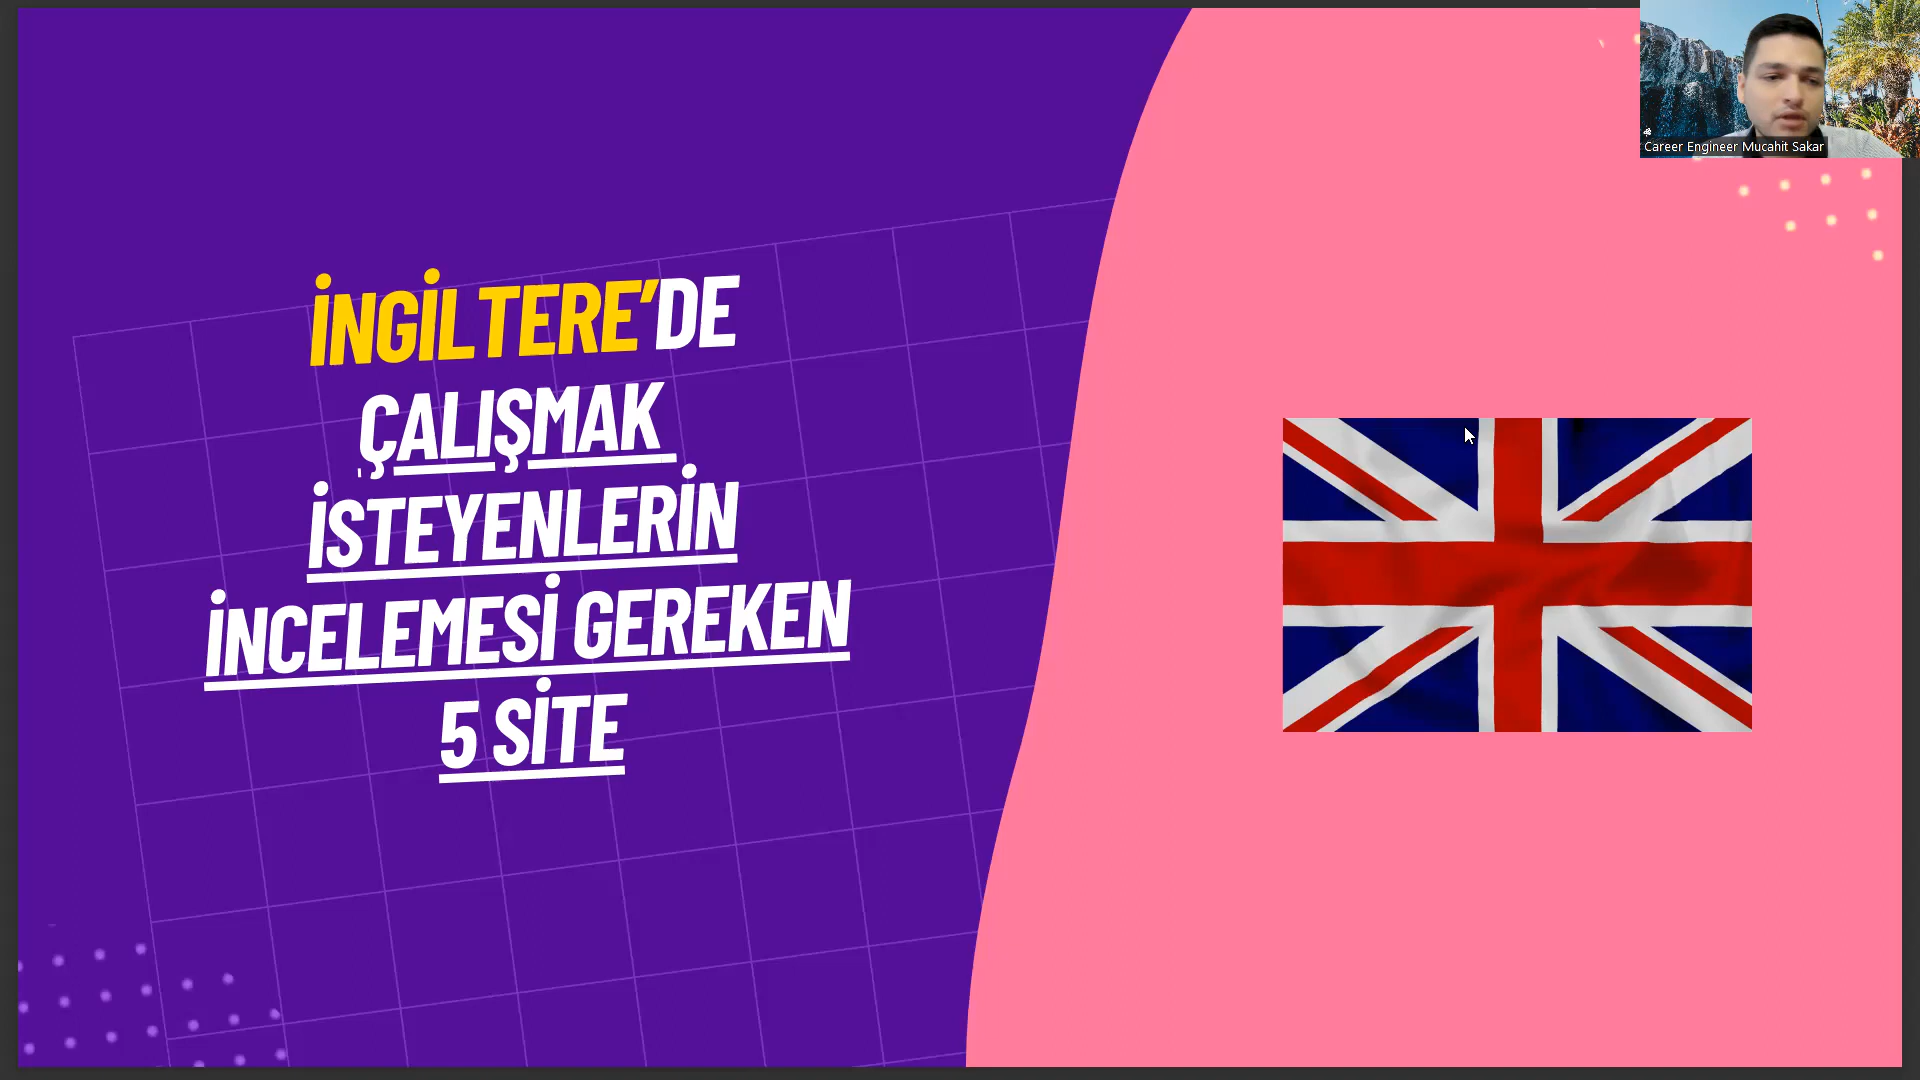 İNGİLTERE'DE
ÇALIŞMAK
İSTEYENLERİN
İNCELEMESİ GEREKEN
5 SİTE
Career Engineer Mucahit Sakar